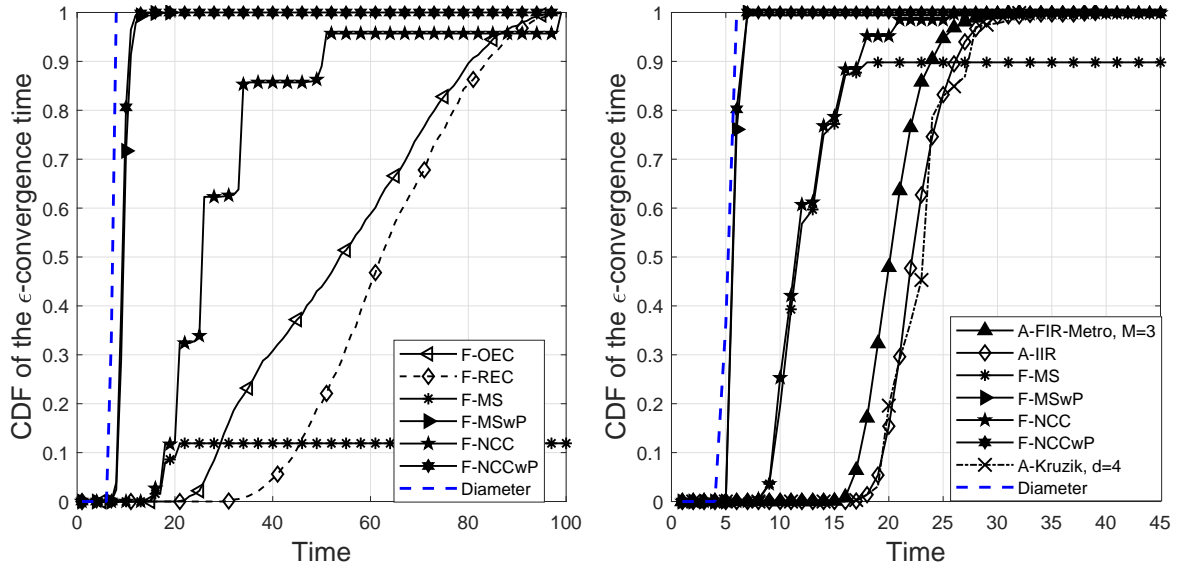 CDF of the ϵ-convergence time
1
0.9
0.8
0.7
0.6
0.5
0.4
0.3
0.2
0.1
0
0 20 40 60 80 100
Time
F-OEC
F-REC
F-MS
F-MSwP
F-NCC
F-NCCwP
Diameter
CDF of the ϵ-convergence time
1
0.9
0.8
0.7
0.6
0.5
0.4
0.3
0.2
0.1
0
0 5 10 15 20 25 30 35 40 45
Time
A-FIR-Metro, M=3
A-IIR
F-MS
F-MSwP
F-NCC
F-NCCwP
A-Kruzik, d=4
Diameter